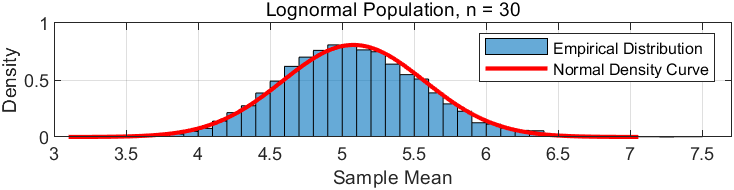 Lognormal Population, n = 30
1
0.5
0
Density
Empirical Distribution
Normal Density Curve
3 3.5 4 4.5 5 5.5 6 6.5 7 7.5
Sample Mean